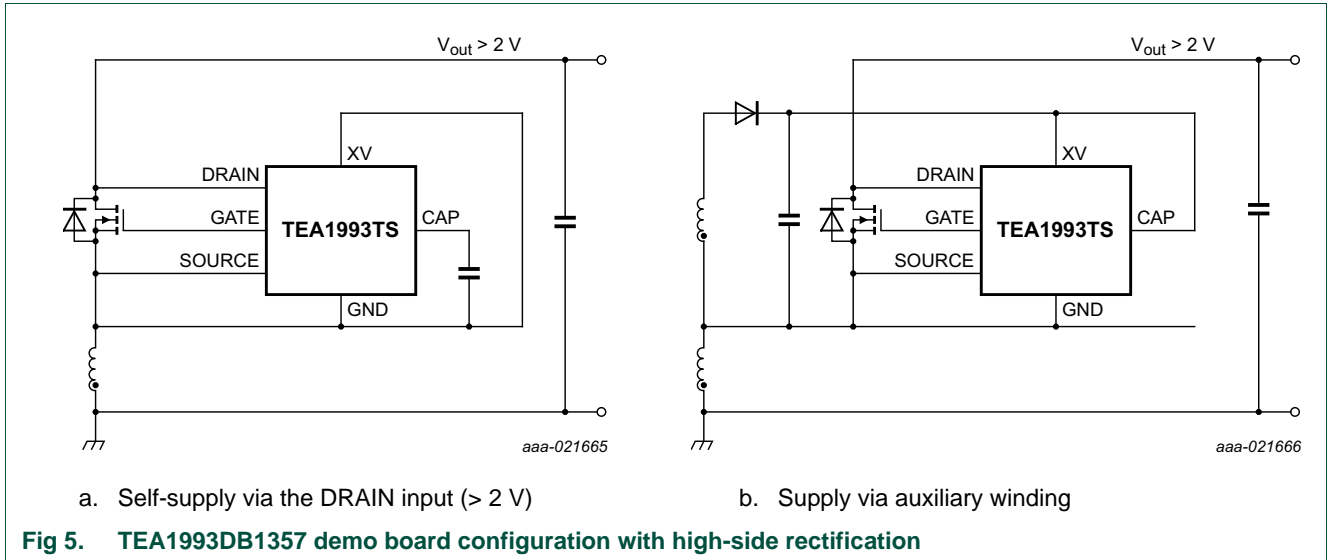 V_out > 2 V
XV
DRAIN
GATE
SOURCE
TEA1993TS
CAP
GND
aaa-021665
a. Self-supply via the DRAIN input (> 2 V)
V_out > 2 V
XV
DRAIN
GATE
SOURCE
TEA1993TS
CAP
GND
aaa-021666
b. Supply via auxiliary winding
Fig 5. TEA1993DB1357 demo board configuration with high-side rectification